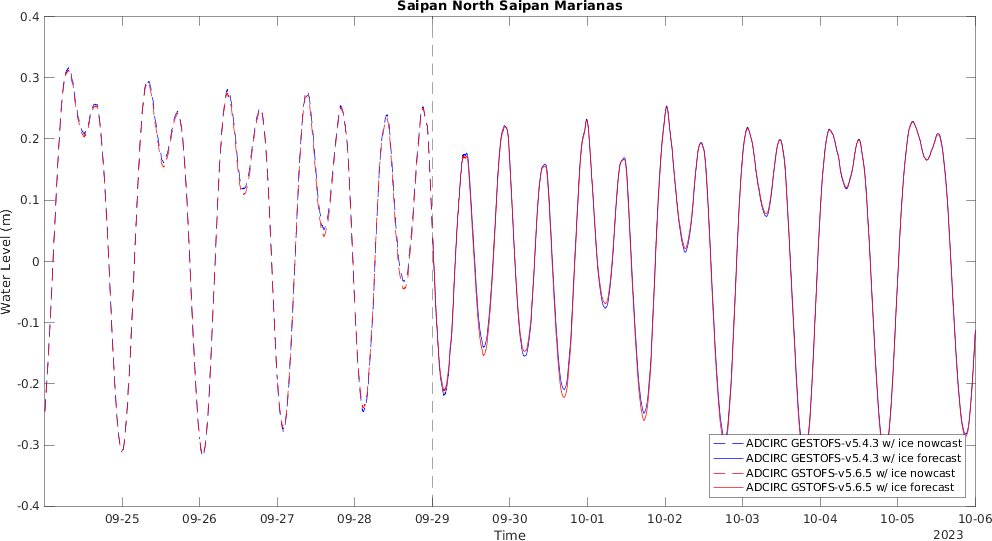 Saipan North Saipan Marianas
0.4
0.3
0.2
0.1
0
-0.1
-0.2
-0.3
-0.4
Water Level (m)
09-25 09-26 09-27 09-28 09-29 09-30 10-01 10-02 10-03 10-04 10-05 10-06
Time
2023
ADCIRC GESTOFS-v5.4.3 w/ ice nowcast
ADCIRC GESTOFS-v5.4.3 w/ ice forecast
ADCIRC GSTOFS-v5.6.5 w/ ice nowcast
ADCIRC GSTOFS-v5.6.5 w/ ice forecast